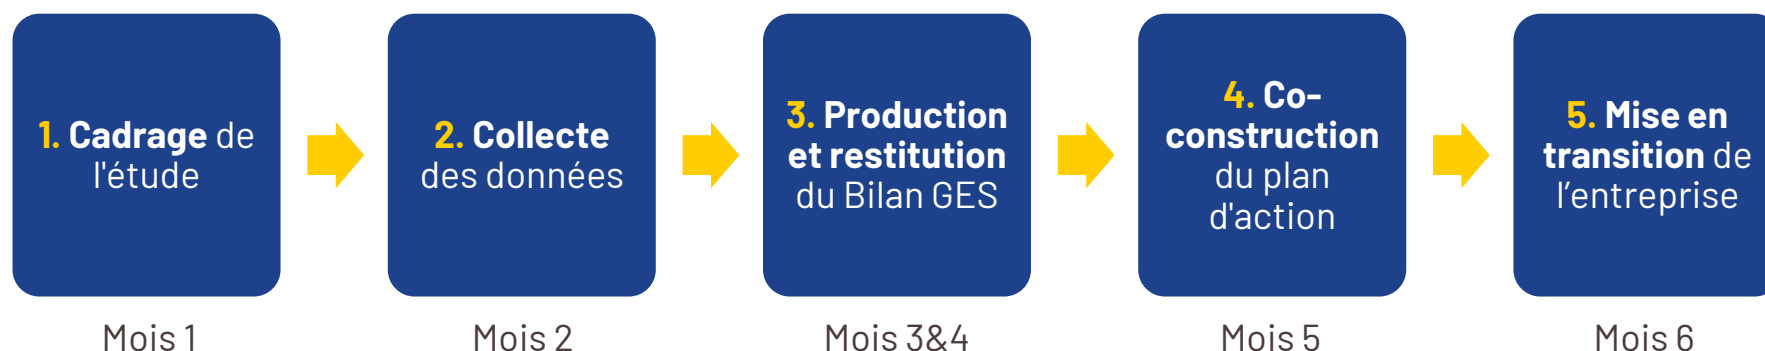 1. Cadrage de
l'étude
2. Collecte
des données
3. Production
et restitution
du Bilan GES
4. Co-
construction
du plan
d'action
5. Mise en
transition de
l’entreprise
Mois 1
Mois 2
Mois 3&4
Mois 5
Mois 6